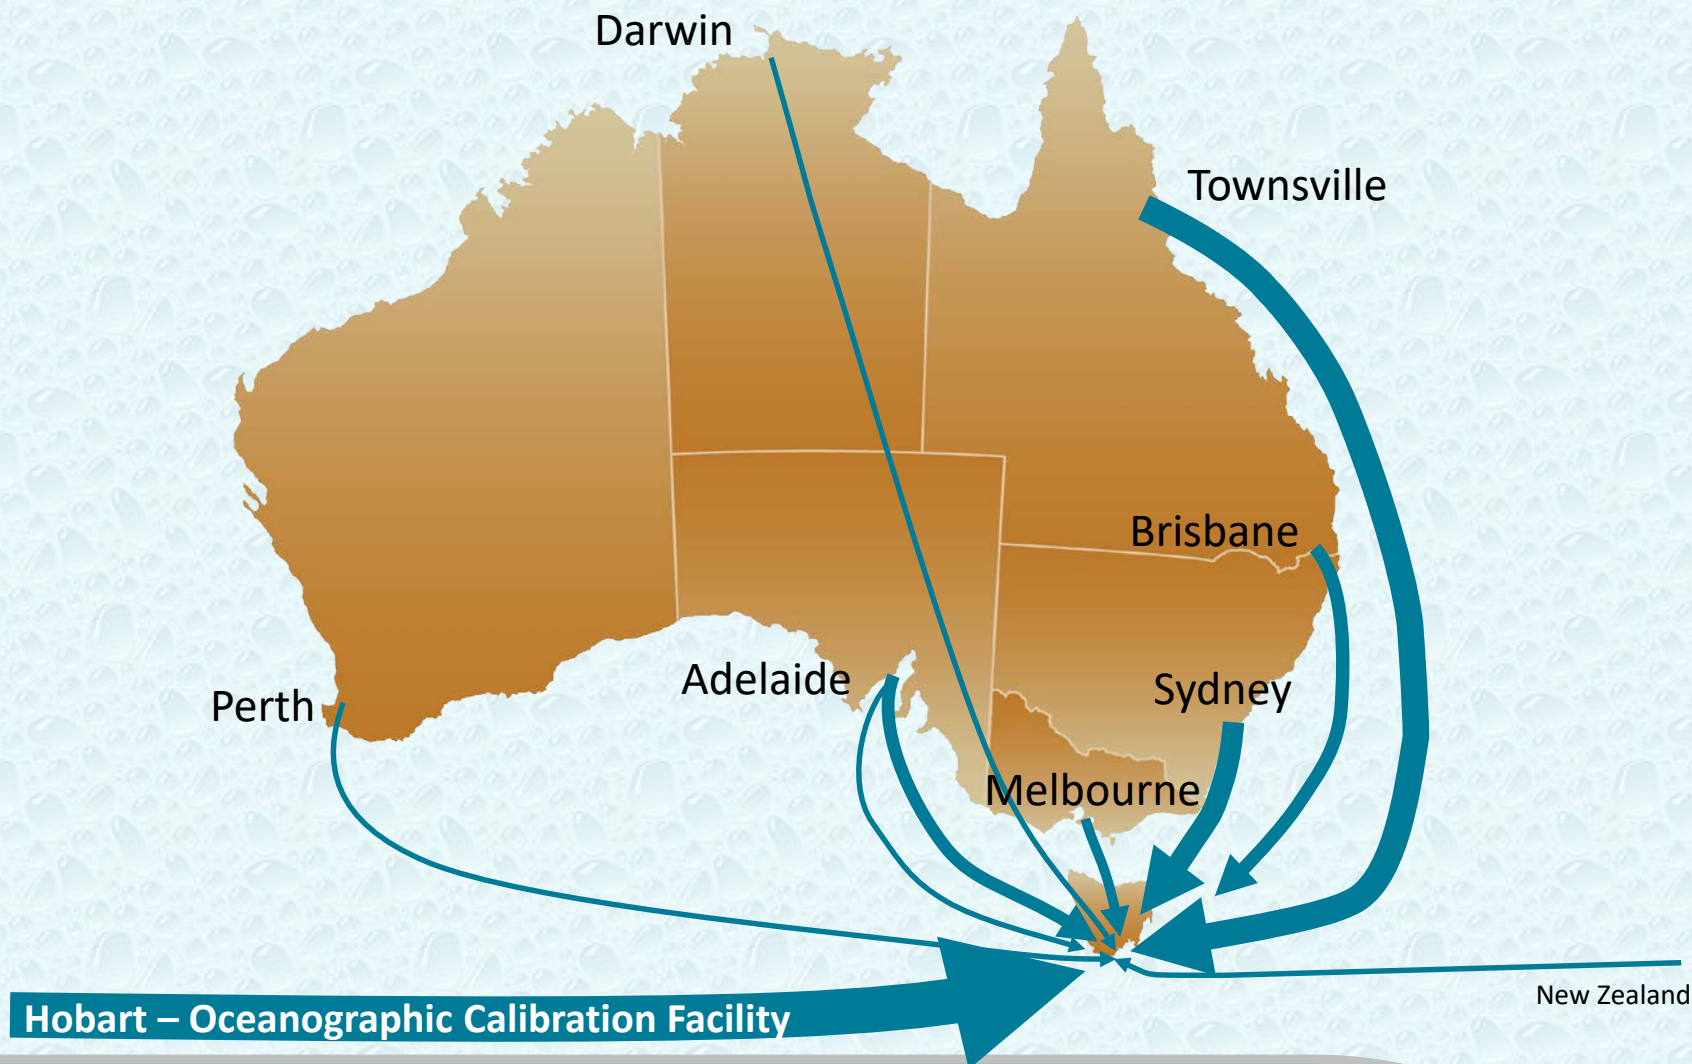 Darwin
Townsville
Brisbane
Adelaide
Sydney
Perth
Melbourne
New Zealand
Hobart – Oceanographic Calibration Facility